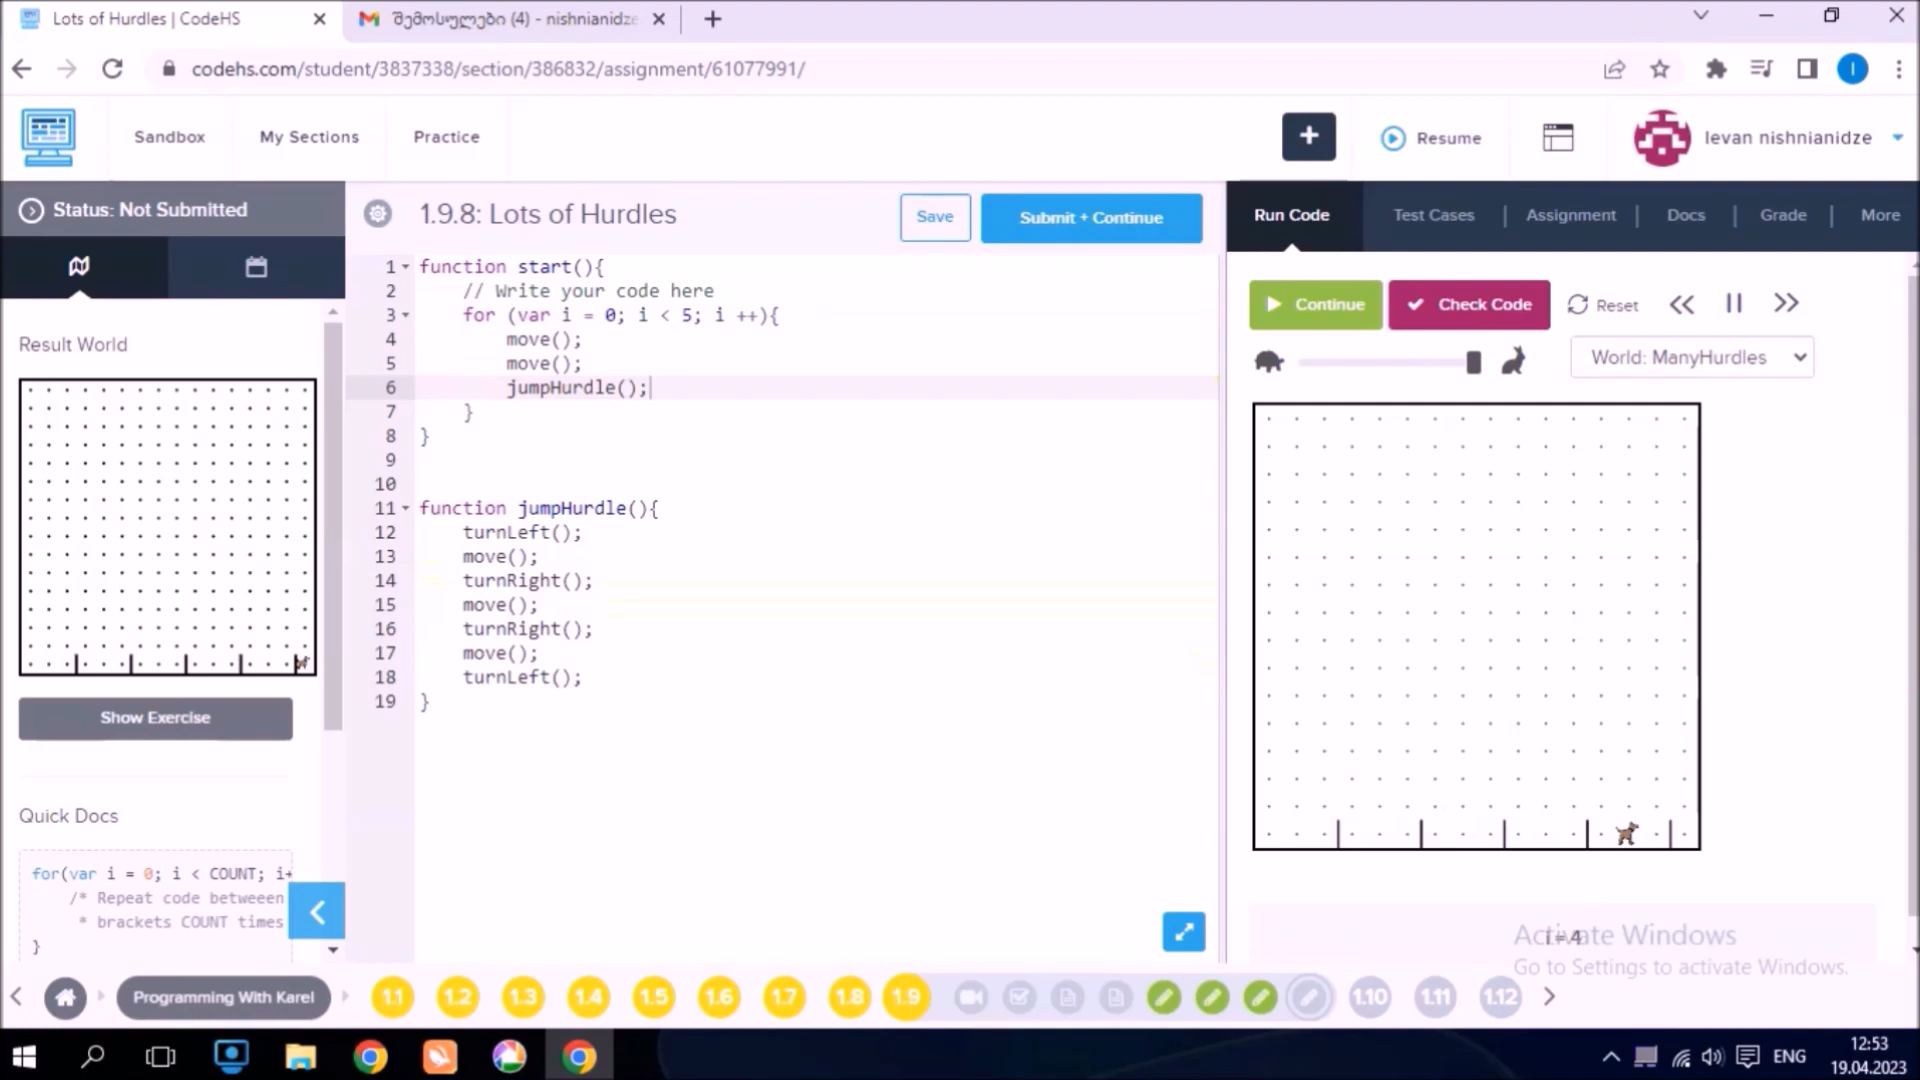 Lots of Hurdles | CodeHS
შემოსულები (4) - nishnianidze
codehs.com/student/3837338/section/386832/assignment/61077991/
I
Sandbox
My Sections
Practice
+
Resume
levan nishnianidze
Status: Not Submitted
1.9.8: Lots of Hurdles
Save
Submit + Continue
Run Code
Test Cases
Assignment
Docs
Grade
More
Result World
Show Exercise
Quick Docs
for(var i = 0; i < COUNT; i+
/* Repeat code betweeen
* brackets COUNT times
}
1 function start(){
2 // Write your code here
3 for (var i = 0; i < 5; i ++){
4 move();
5 move();
6 jumpHurdle();
7 }
8 }
9
10
11 function jumpHurdle(){
12 turnLeft();
13 move();
14 turnRight();
15 move();
16 turnRight();
17 move();
18 turnLeft();
19 }
Continue
Check Code
Reset
World: ManyHurdles
i = 4
Activate Windows
Go to Settings to activate Windows.
Programming With Karel
1.1
1.2
1.3
1.4
1.5
1.6
1.7
1.8
1.9
1.10
1.11
1.12
ENG
12:53
19.04.2023